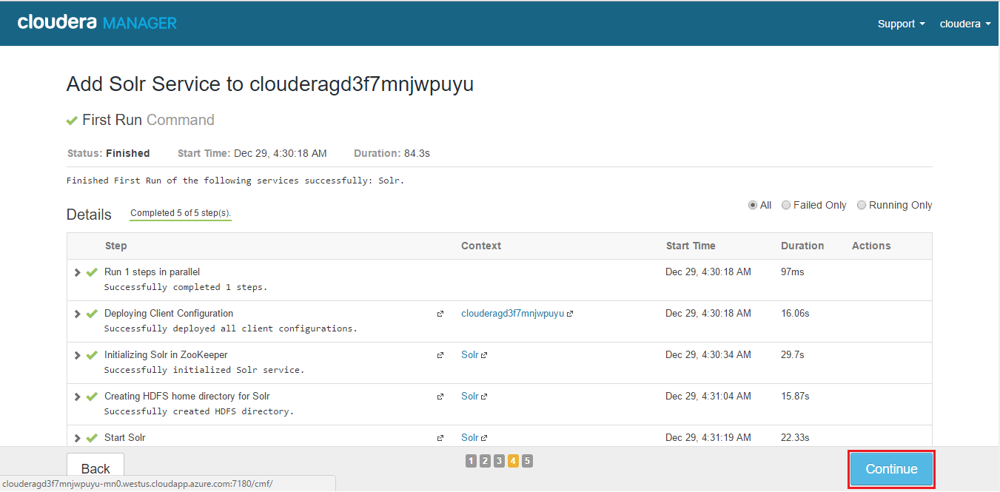 cloudera MANAGER
Support cloudera
Add Solr Service to clouderagd3f7mnjwpuyu
First Run Command
Status: Finished Start Time: Dec 29, 4:30:18 AM Duration: 84.3s
Finished First Run of the following services successfully: Solr.
Details Completed 5 of 5 step(s). All Failed Only Running Only
Step Context Start Time Duration Actions
Run 1 steps in parallel Dec 29, 4:30:18 AM 97ms
Successfully completed 1 steps.
Deploying Client Configuration clouderagd3f7mnjwpuyu Dec 29, 4:30:18 AM 16.06s
Successfully deployed all client configurations.
Initializing Solr in ZooKeeper Solr Dec 29, 4:30:34 AM 29.7s
Successfully initialized Solr service.
Creating HDFS home directory for Solr Solr Dec 29, 4:31:04 AM 15.87s
Successfully created HDFS directory.
Start Solr Solr Dec 29, 4:31:19 AM 22.33s
Back 1 2 3 4 5 Continue
clouderagd3f7mnjwpuyu-mn0.westus.cloudapp.azure.com:7180/cmf/